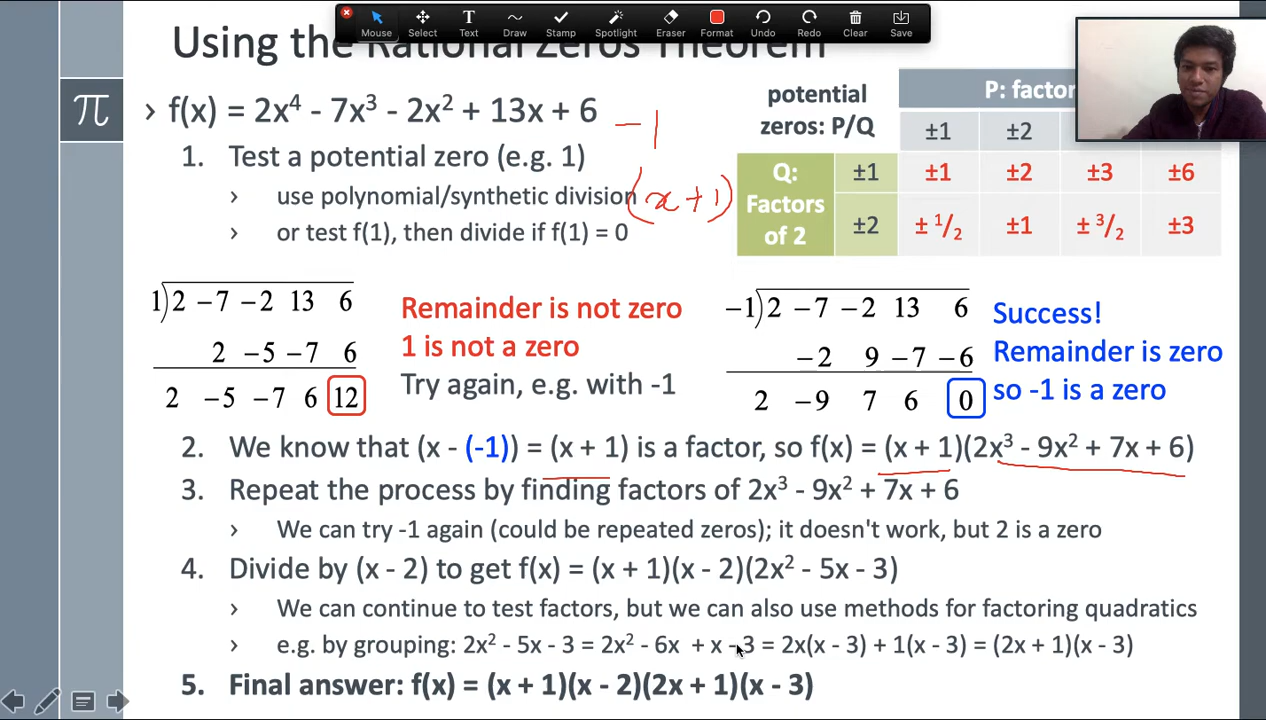 Mouse Select Text Draw Stamp Spotlight Eraser Format Undo Redo Clear Save
Using the Rational Zeros Theorem
π
› f(x) = 2x⁴ - 7x³ - 2x² + 13x + 6
-1
(x+1)
1. Test a potential zero (e.g. 1)
› use polynomial/synthetic division
› or test f(1), then divide if f(1) = 0
potential zeros: P/Q
P: factor
±1 ±2
Q: Factors of 2
±1 ±1 ±2 ±3 ±6
±2 ± 1/2 ±1 ± 3/2 ±3
1)2 −7 −2 13 6
2 −5 −7 6
2 −5 −7 6 12
Remainder is not zero
1 is not a zero
Try again, e.g. with -1
−1)2 −7 −2 13 6
−2 9 −7 −6
2 −9 7 6 0
Success!
Remainder is zero
so -1 is a zero
2. We know that (x - (-1)) = (x + 1) is a factor, so f(x) = (x + 1)(2x³ - 9x² + 7x + 6)
3. Repeat the process by finding factors of 2x³ - 9x² + 7x + 6
› We can try -1 again (could be repeated zeros); it doesn't work, but 2 is a zero
4. Divide by (x - 2) to get f(x) = (x + 1)(x - 2)(2x² - 5x - 3)
› We can continue to test factors, but we can also use methods for factoring quadratics
› e.g. by grouping: 2x² - 5x - 3 = 2x² - 6x + x - 3 = 2x(x - 3) + 1(x - 3) = (2x + 1)(x - 3)
5. Final answer: f(x) = (x + 1)(x - 2)(2x + 1)(x - 3)